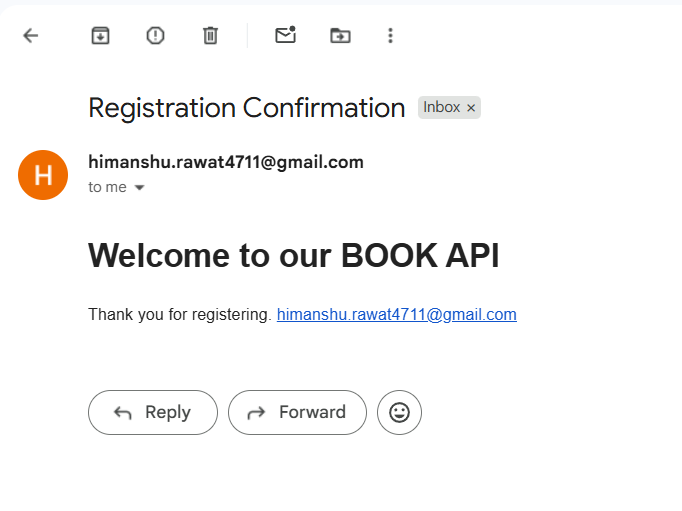 Registration Confirmation Inbox ×
H
himanshu.rawat4711@gmail.com
to me
Welcome to our BOOK API
Thank you for registering. himanshu.rawat4711@gmail.com
Reply Forward